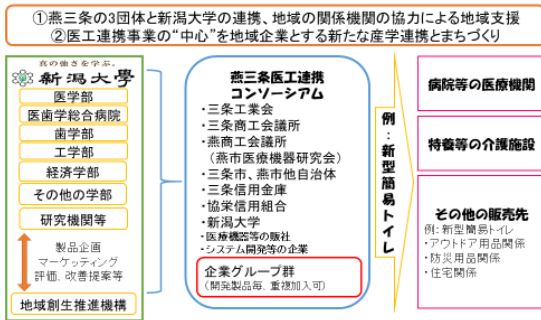 ①燕三条の3団体と新潟大学の連携、地域の関係機関の協力による地域支援
②医工連携事業の“中心”を地域企業とする新たな産学連携とまちづくり
真の強さを学ぶ。
新潟大學
医学部
医歯学総合病院
歯学部
工学部
経済学部
その他の学部
研究機関等
製品企画
マーケッティング
評価、改善提案等
地域創生推進機構
燕三条医工連携
コンソーシアム
・三条工業会
・三条商工会議所
・燕商工会議所
（燕市医療機器研究会）
・三条市、燕市他自治体
・三条信用金庫
・協栄信用組合
・新潟大学
・医療機器等の販社
・システム開発等の企業
企業グループ群
(開発製品毎、重複加入可)
例：新型簡易トイレ
病院等の医療機関
特養等の介護施設
その他の販売先
例：新型簡易トイレ
・アウトドア用品関係
・防災用品関係
・住宅関係